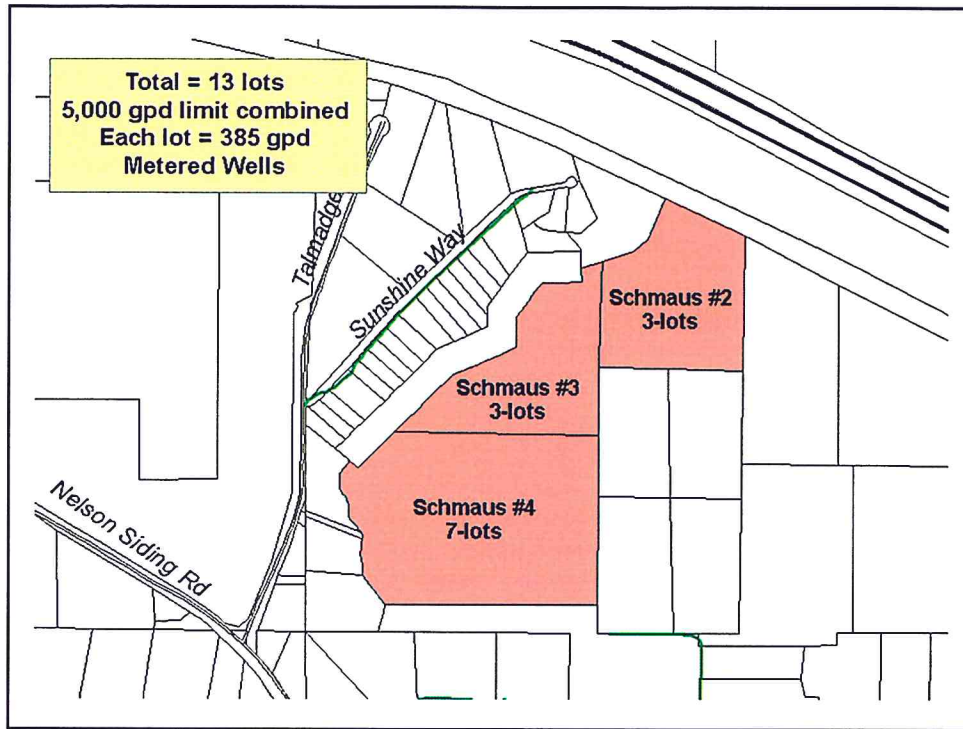 Total = 13 lots
5,000 gpd limit combined
Each lot = 385 gpd
Metered Wells
Talmadge
Sunshine Way
Schmaus #2
3-lots
Schmaus #3
3-lots
Schmaus #4
7-lots
Nelson Siding Rd